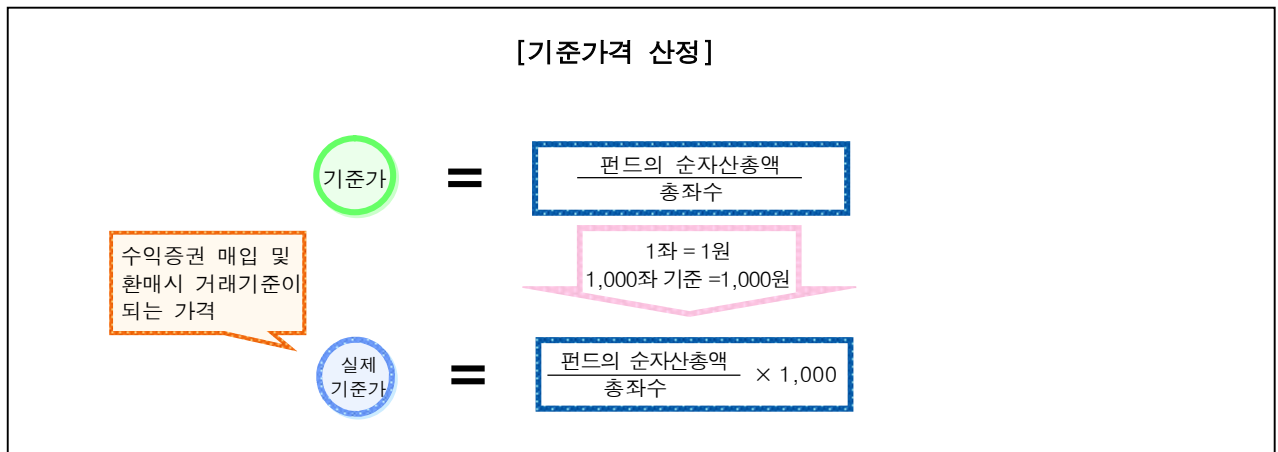 [기준가격 산정]
기준가
=
펀드의 순자산총액
총좌수
1좌 = 1원
1,000좌 기준 =1,000원
수익증권 매입 및
환매시 거래기준이
되는 가격
실제
기준가
=
펀드의 순자산총액
총좌수
× 1,000